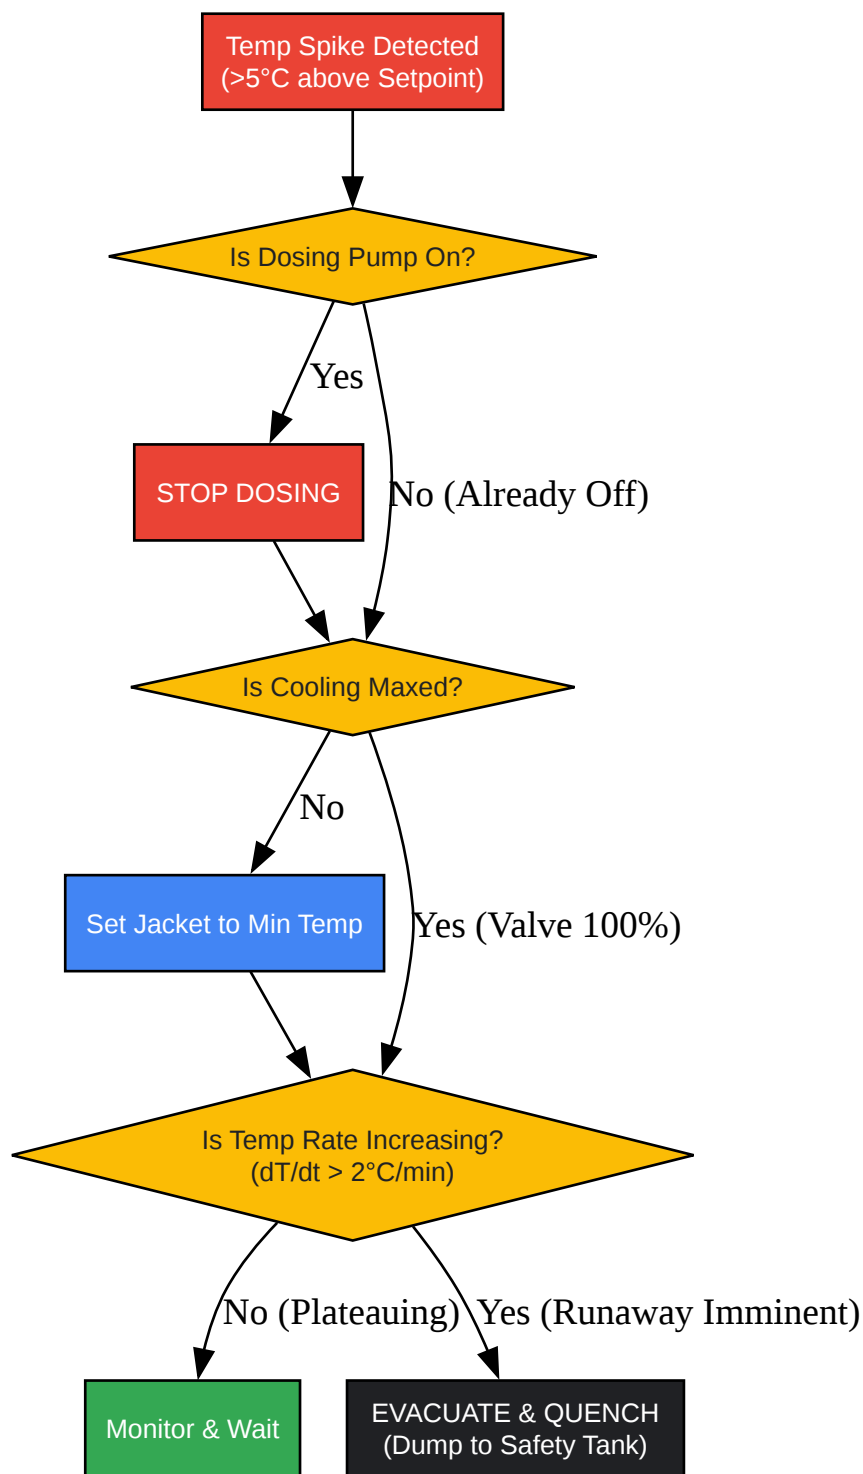 Temp Spike Detected
(>5°C above Setpoint)
Is Dosing Pump On?
Yes
STOP DOSING
No (Already Off)
Is Cooling Maxed?
No
Set Jacket to Min Temp
Yes (Valve 100%)
Is Temp Rate Increasing?
(dT/dt > 2°C/min)
No (Plateauing)
Yes (Runaway Imminent)
Monitor & Wait
EVACUATE & QUENCH
(Dump to Safety Tank)